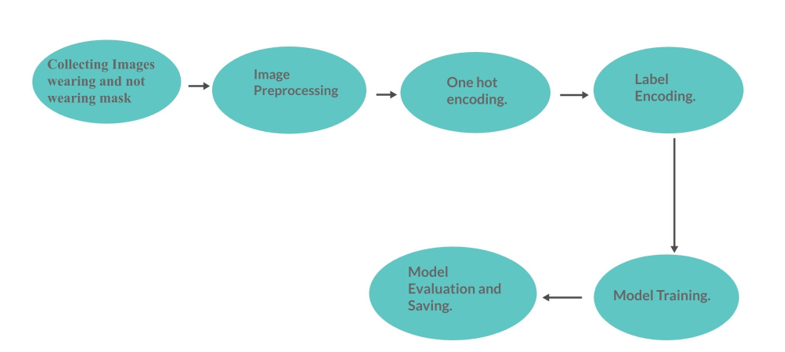 Collecting Images
wearing and not
wearing mask
Image
Preprocessing
One hot
encoding.
Label
Encoding.
Model Training.
Model
Evaluation and
Saving.